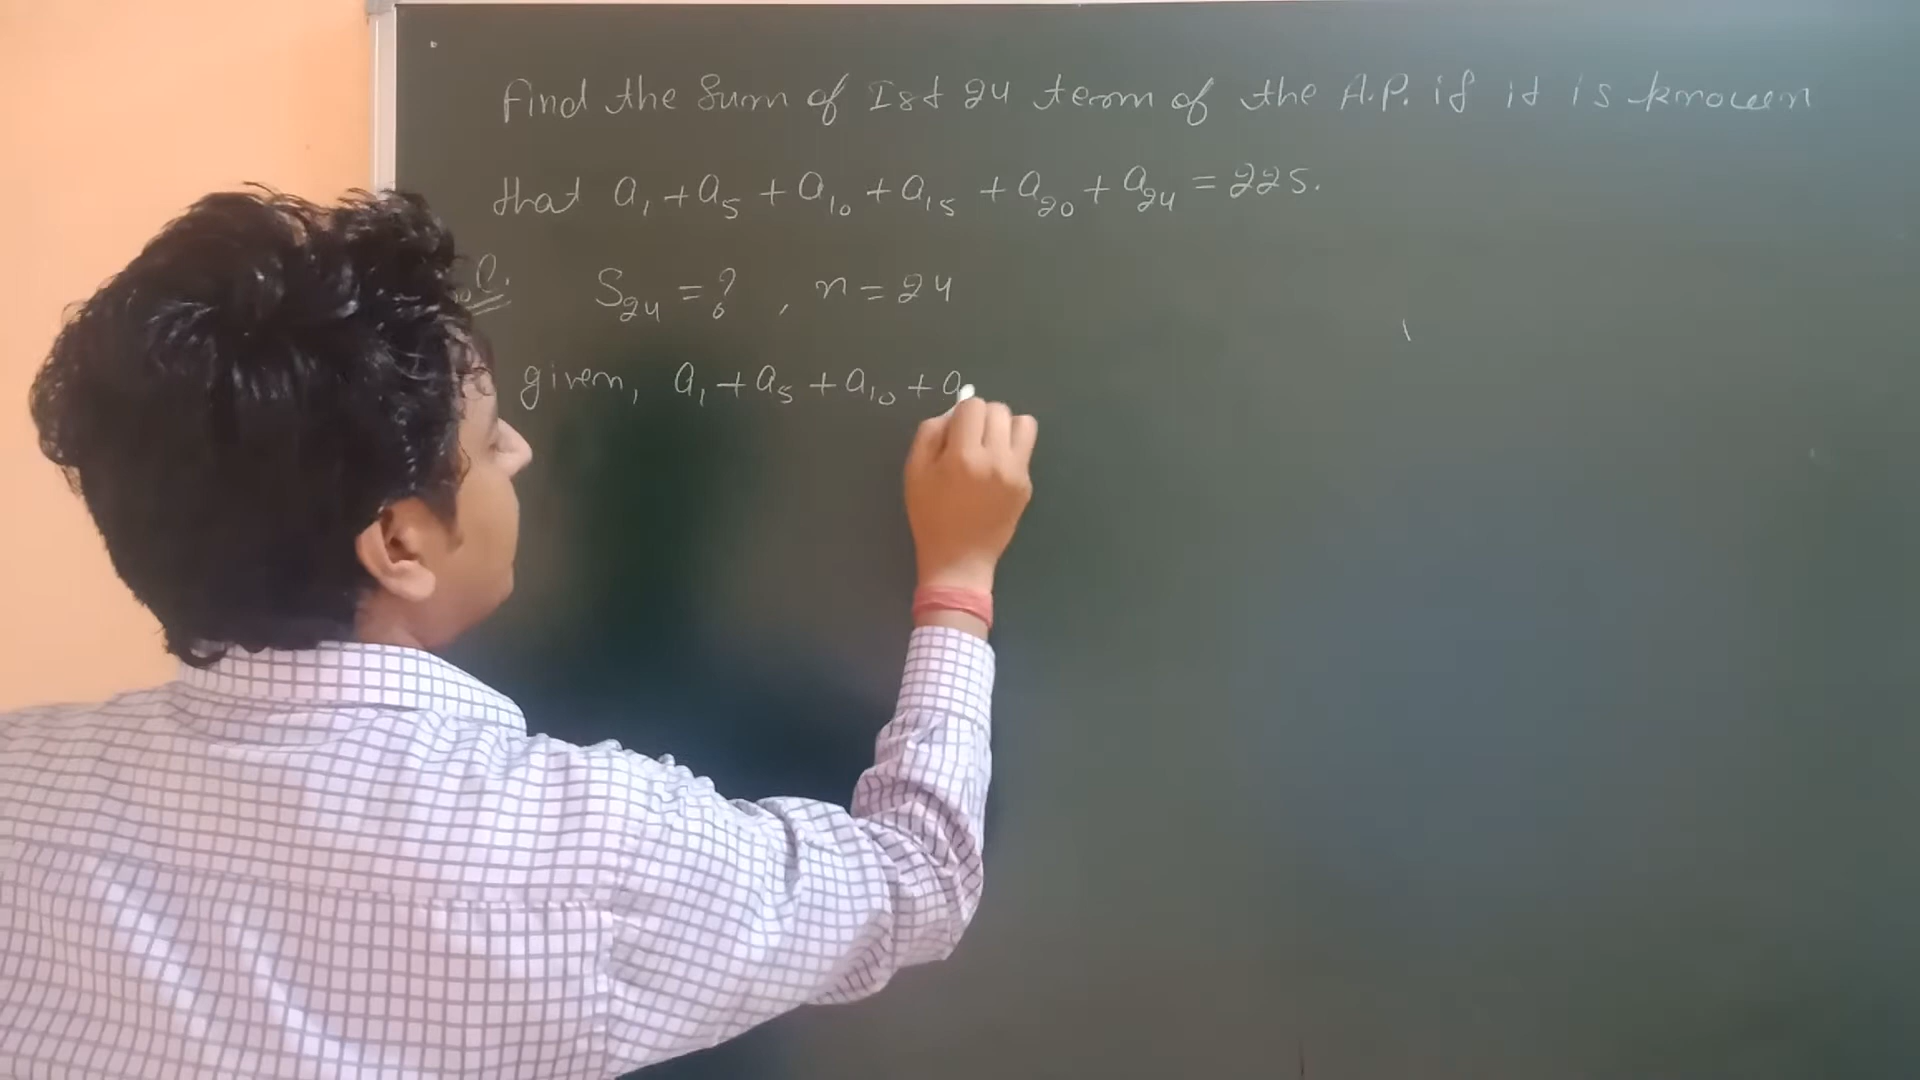 Find the Sum of Ist 24 term of the A.P. if it is known
that a₁ + a₅ + a₁₀ + a₁₅ + a₂₀ + a₂₄ = 225.
S₂₄ = ? , n = 24
given, a₁ + a₅ + a₁₀ + a